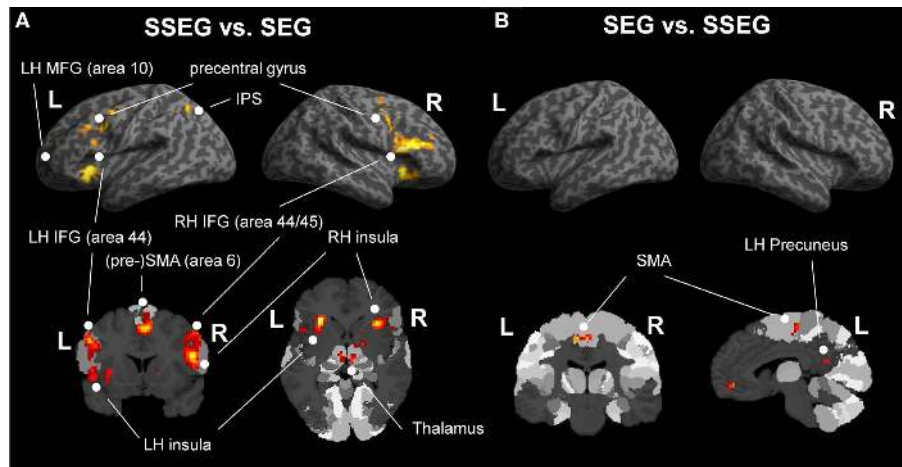 A
SSEG vs. SEG
LH MFG (area 10)
precentral gyrus
L
IPS
R
LH IFG (area 44)
RH IFG (area 44/45)
RH insula
(pre-)SMA (area 6)
L
R
L
R
LH insula
Thalamus
B
SEG vs. SSEG
L
R
SMA
LH Precuneus
L
R
L